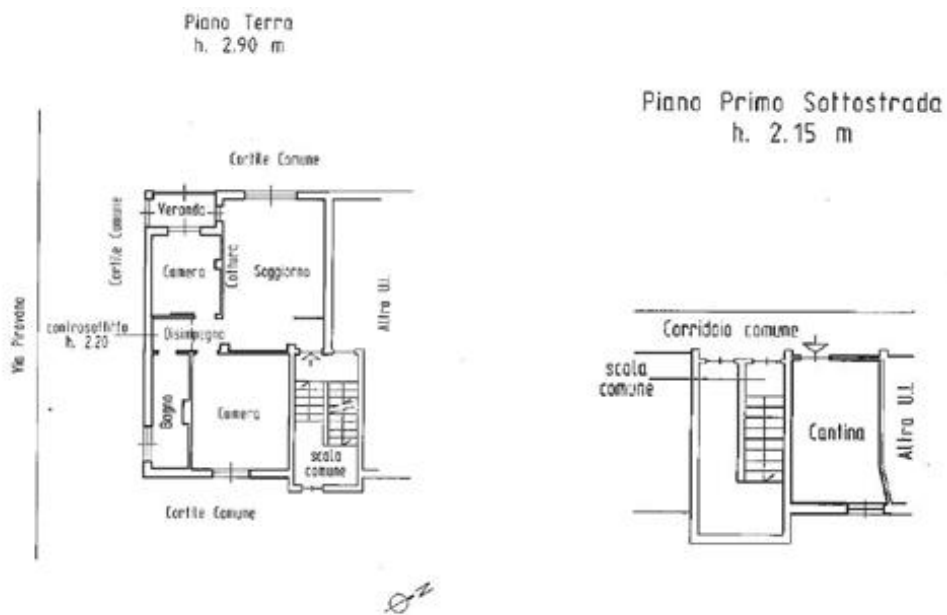 Piano Terra
h. 2.90 m
Cortile Comune
Veranda
Cortile Comune
Camera
Cottura
Soggiorno
Altra U.I.
Via Pirovano
controsoffitto
h. 2.20
Disimpegno
Bagno
Camera
scala
comune
Cortile Comune
N
Piano Primo Sottostrada
h. 2.15 m
Corridoio comune
scala
comune
Cantina
Altra U.I.